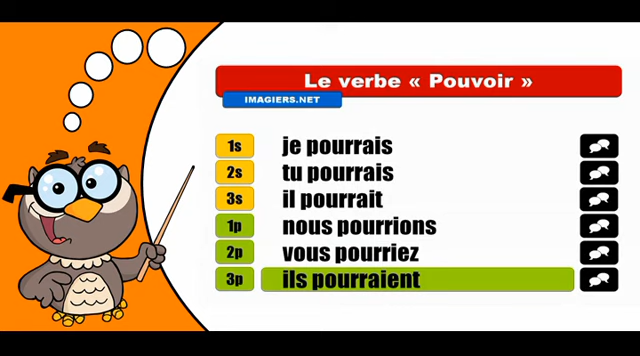 Le verbe « Pouvoir »
IMAGIERS.NET
1s je pourrais
2s tu pourrais
3s il pourrait
1p nous pourrions
2p vous pourriez
3p ils pourraient